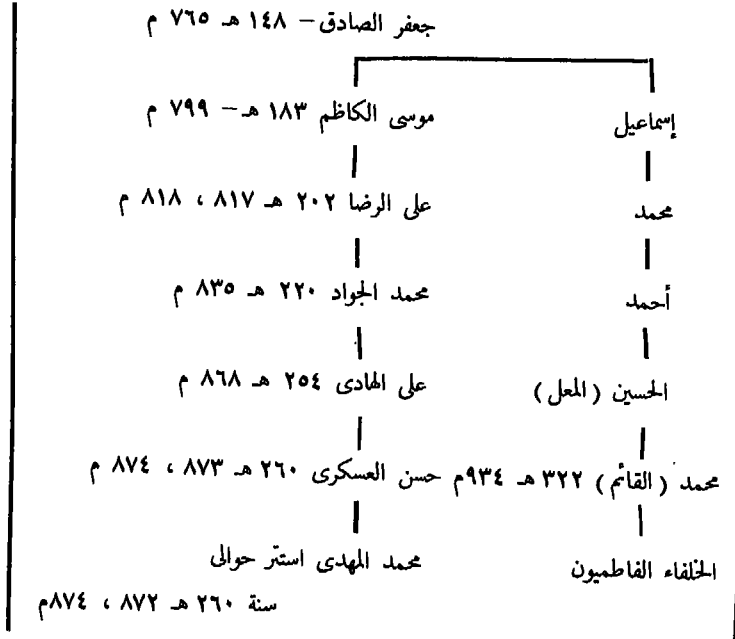 جعفر الصادق – ١٤٨ هـ ٧٦٥ م
إسماعيل
موسى الكاظم ١٨٣ هـ – ٧٩٩ م
محمد
على الرضا ٢٠٢ هـ ٨١٧ ، ٨١٨ م
أحمد
محمد الجواد ٢٢٠ هـ ٨٣٥ م
الحسين ( المعل )
على الهادى ٢٥٤ هـ ٨٦٨ م
محمد ( القائم ) ٣٢٢ هـ ٩٣٤م
حسن العسكرى ٢٦٠ هـ ٨٧٣ ، ٨٧٤ م
الخلفاء الفاطميون
محمد المهدى استتر حوالى
سنة ٢٦٠ هـ ٨٧٢ ، ٨٧٤م